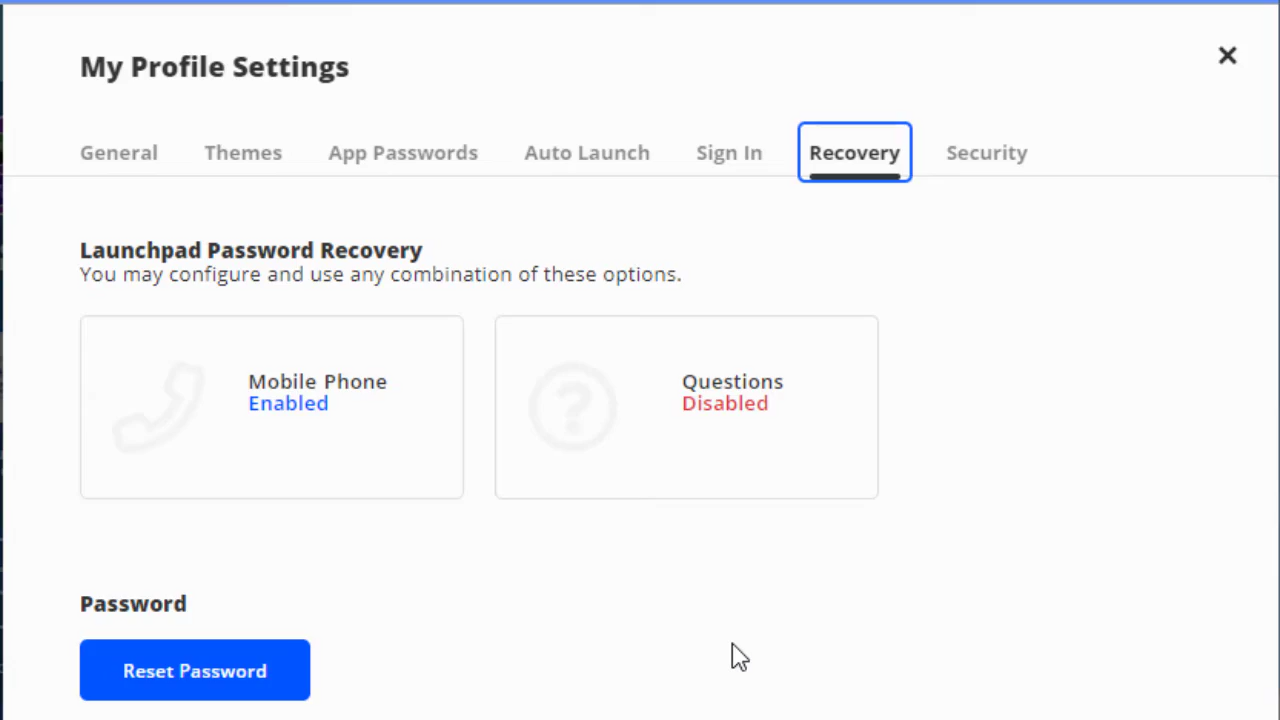 My Profile Settings
General Themes App Passwords Auto Launch Sign In Recovery Security
Launchpad Password Recovery
You may configure and use any combination of these options.
Mobile Phone
Enabled
Questions
Disabled
Password
Reset Password